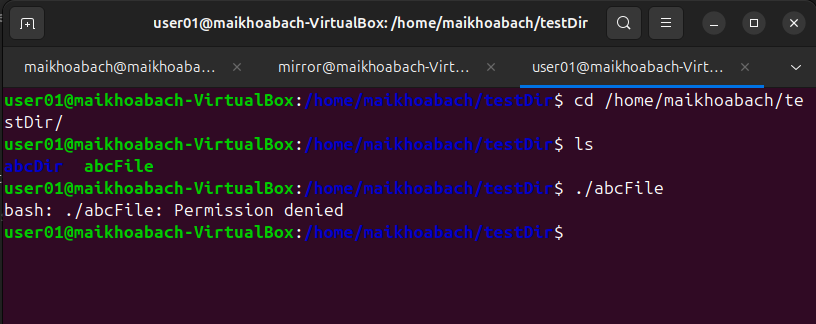 user01@maikhoabach-VirtualBox: /home/maikhoabach/testDir
maikhoabach@maikhoaba... × mirror@maikhoabach-Virt... × user01@maikhoabach-Virt... ×
user01@maikhoabach-VirtualBox:/home/maikhoabach/testDir$ cd /home/maikhoabach/te
stDir/
user01@maikhoabach-VirtualBox:/home/maikhoabach/testDir$ ls
abcDir  abcFile
user01@maikhoabach-VirtualBox:/home/maikhoabach/testDir$ ./abcFile
bash: ./abcFile: Permission denied
user01@maikhoabach-VirtualBox:/home/maikhoabach/testDir$